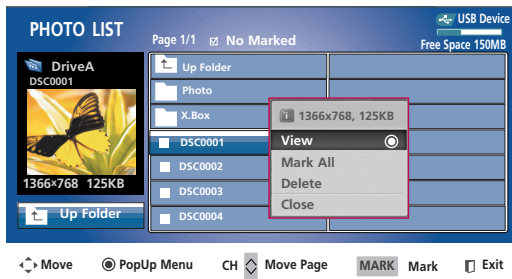 PHOTO LIST
Page 1/1 No Marked
USB Device
Free Space 150MB
DriveA
DSC0001
1366×768 125KB
Up Folder
Up Folder
Photo
X.Box
DSC0001
DSC0002
DSC0003
DSC0004
1366x768, 125KB
View
Mark All
Delete
Close
Move PopUp Menu CH Move Page MARK Mark Exit